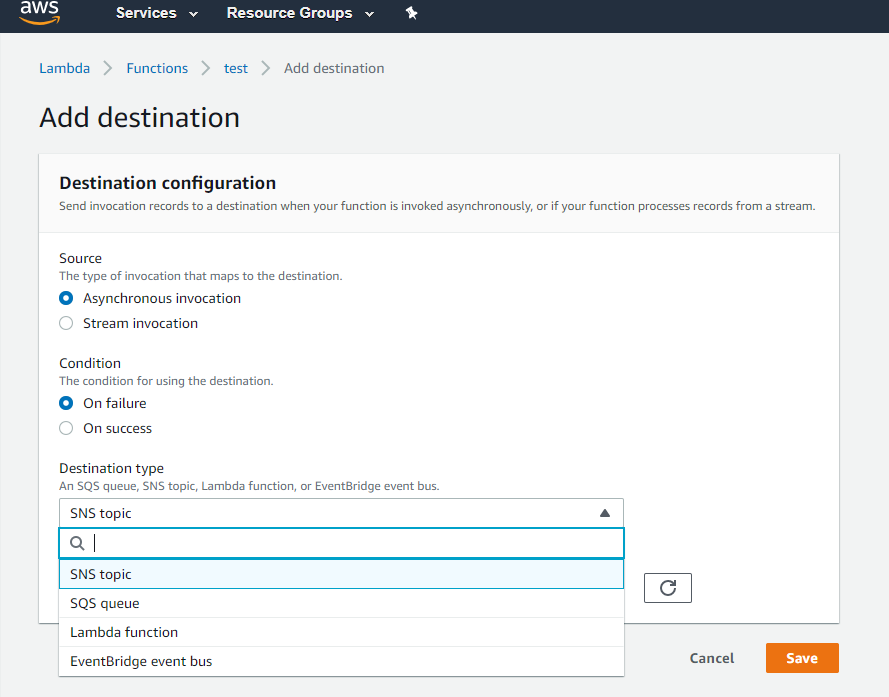 aws Services Resource Groups
Lambda Functions test Add destination
Add destination
Destination configuration
Send invocation records to a destination when your function is invoked asynchronously, or if your function processes records from a stream.
Source
The type of invocation that maps to the destination.
Asynchronous invocation
Stream invocation
Condition
The condition for using the destination.
On failure
On success
Destination type
An SQS queue, SNS topic, Lambda function, or EventBridge event bus.
SNS topic
SNS topic
SQS queue
Lambda function
EventBridge event bus
Cancel Save